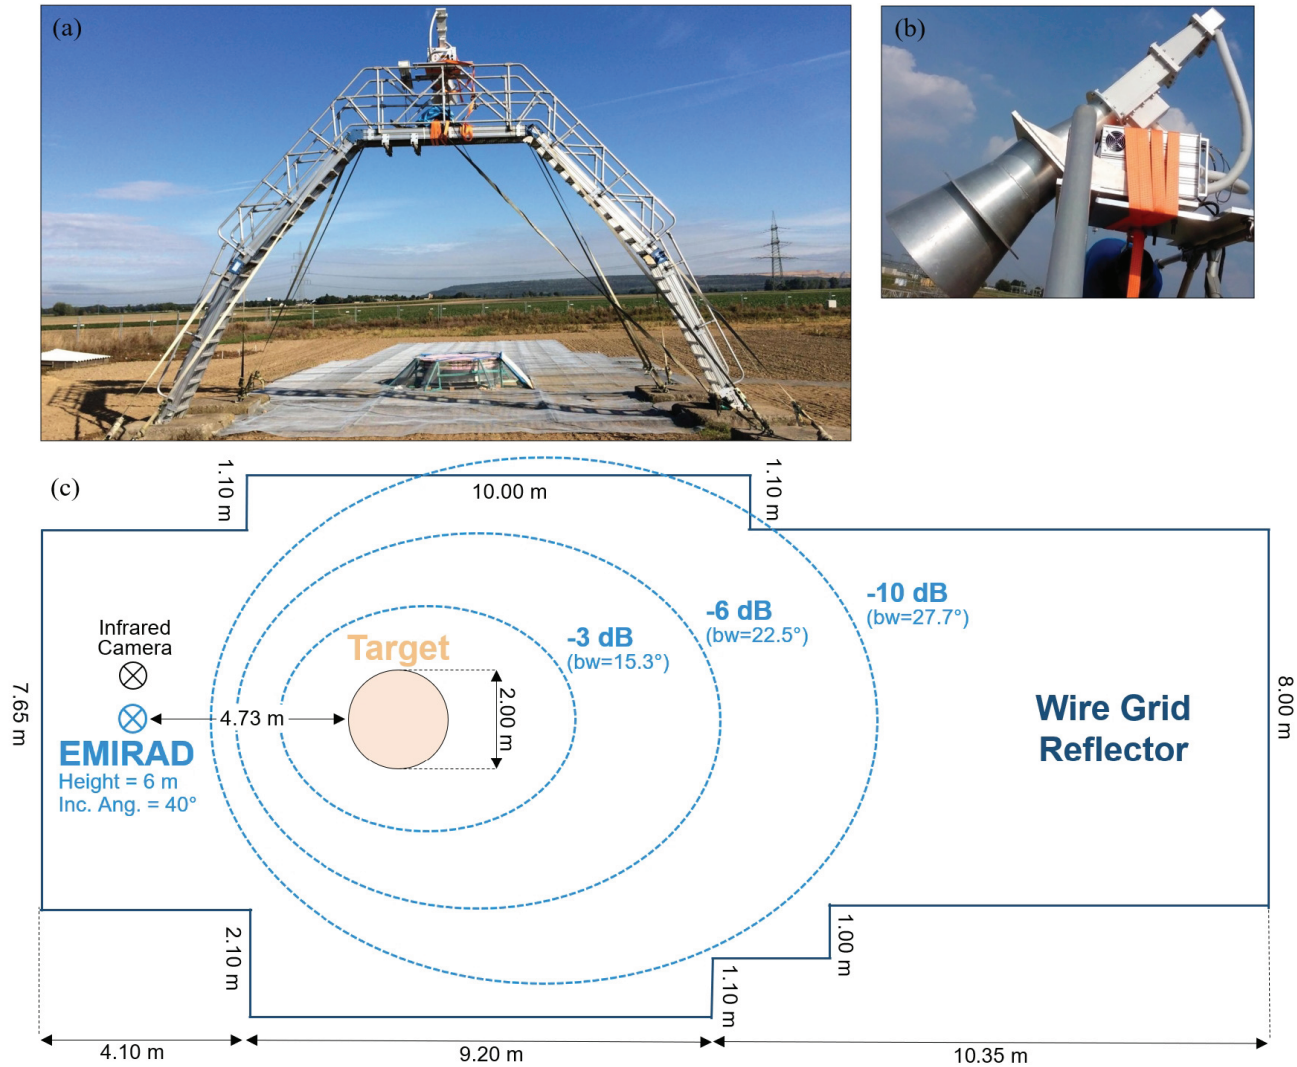 (a)
(b)
(c)
1.10 m
10.00 m
1.10 m
-10 dB
(bw=27.7°)
-6 dB
(bw=22.5°)
-3 dB
(bw=15.3°)
Infrared
Camera
Target
7.65 m
4.73 m
2.00 m
8.00 m
Wire Grid
Reflector
EMIRAD
Height = 6 m
Inc. Ang. = 40°
2.10 m
1.00 m
1.10 m
4.10 m
9.20 m
10.35 m